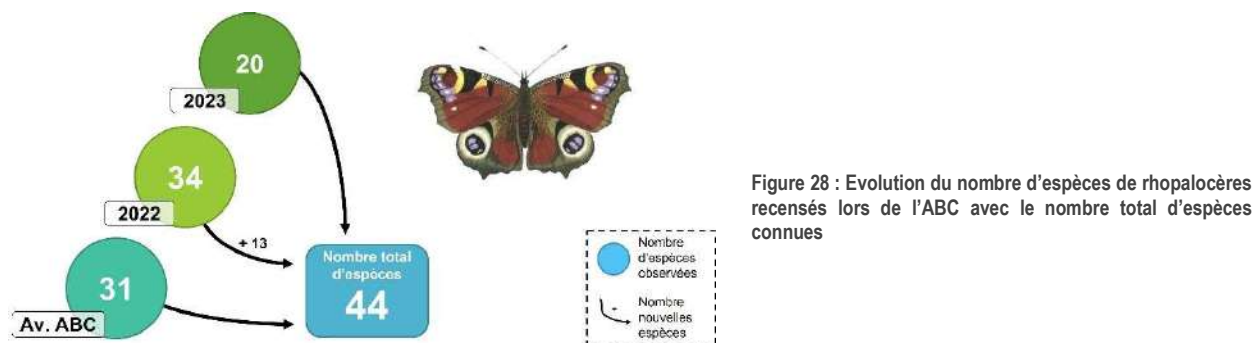 20
2023
34
2022
+ 13
31
Av. ABC
Nombre total
d'espèces
44
Nombre
d'espèces
observées
Nombre
nouvelles
espèces
Figure 28 : Evolution du nombre d'espèces de rhopalocères
recensés lors de l'ABC avec le nombre total d'espèces
connues